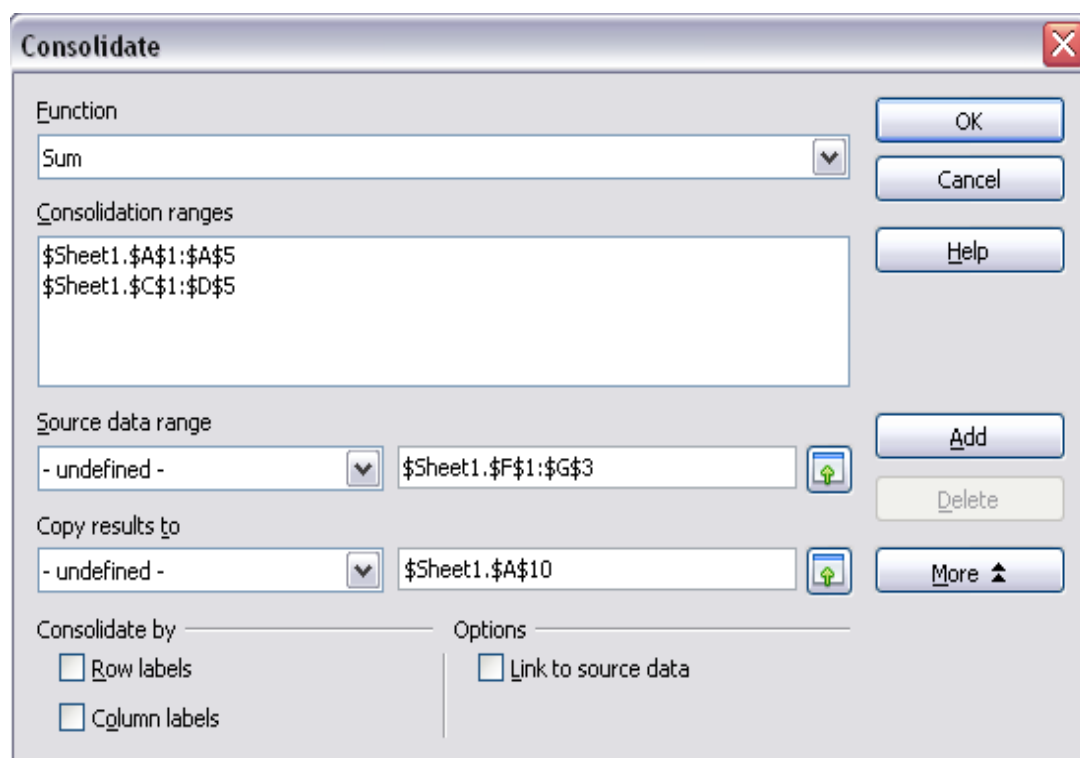 Consolidate
Function
Sum
Consolidation ranges
$Sheet1.$A$1:$A$5
$Sheet1.$C$1:$D$5
Source data range
- undefined -
$Sheet1.$F$1:$G$3
Copy results to
- undefined -
$Sheet1.$A$10
Consolidate by
Row labels
Column labels
Options
Link to source data
OK
Cancel
Help
Add
Delete
More